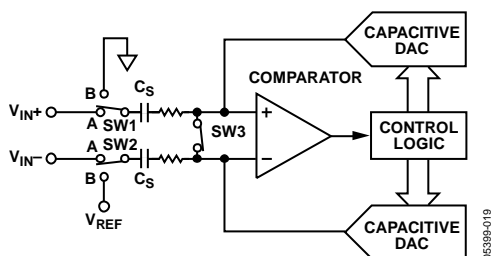 CAPACITIVE
DAC
COMPARATOR
B
CS
VIN+
A
SW1
+
SW3
CONTROL
LOGIC
VIN–
A
SW2
–
B
CS
VREF
CAPACITIVE
DAC
05399-019